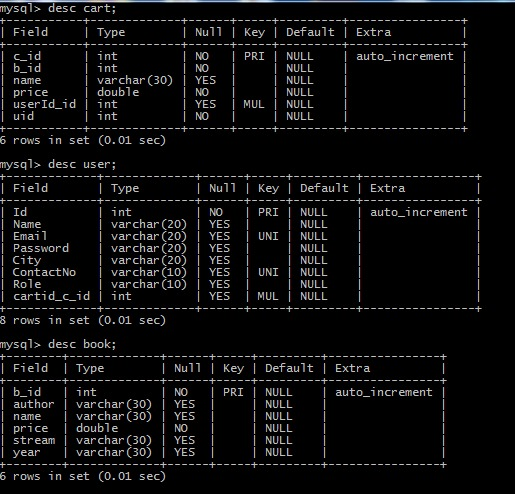 mysql> desc cart;
+-----------+-------------+------+-----+---------+----------------+
| Field     | Type        | Null | Key | Default | Extra          |
+-----------+-------------+------+-----+---------+----------------+
| c_id      | int         | NO   | PRI | NULL    | auto_increment |
| b_id      | int         | NO   |     | NULL    |                |
| name      | varchar(30) | YES  |     | NULL    |                |
| price     | double      | NO   |     | NULL    |                |
| userId_id | int         | YES  | MUL | NULL    |                |
| uid       | int         | NO   |     | NULL    |                |
+-----------+-------------+------+-----+---------+----------------+
6 rows in set (0.01 sec)
mysql> desc user;
+-------------+-------------+------+-----+---------+----------------+
| Field       | Type        | Null | Key | Default | Extra          |
+-------------+-------------+------+-----+---------+----------------+
| Id          | int         | NO   | PRI | NULL    | auto_increment |
| Name        | varchar(20) | YES  |     | NULL    |                |
| Email       | varchar(20) | YES  | UNI | NULL    |                |
| Password    | varchar(20) | YES  |     | NULL    |                |
| City        | varchar(20) | YES  |     | NULL    |                |
| ContactNo   | varchar(10) | YES  | UNI | NULL    |                |
| Role        | varchar(10) | YES  |     | NULL    |                |
| cartid_c_id | int         | YES  | MUL | NULL    |                |
+-------------+-------------+------+-----+---------+----------------+
8 rows in set (0.01 sec)
mysql> desc book;
+--------+-------------+------+-----+---------+----------------+
| Field  | Type        | Null | Key | Default | Extra          |
+--------+-------------+------+-----+---------+----------------+
| b_id   | int         | NO   | PRI | NULL    | auto_increment |
| author | varchar(30) | YES  |     | NULL    |                |
| name   | varchar(30) | YES  |     | NULL    |                |
| price  | double      | NO   |     | NULL    |                |
| stream | varchar(30) | YES  |     | NULL    |                |
| year   | varchar(30) | YES  |     | NULL    |                |
+--------+-------------+------+-----+---------+----------------+
6 rows in set (0.01 sec)